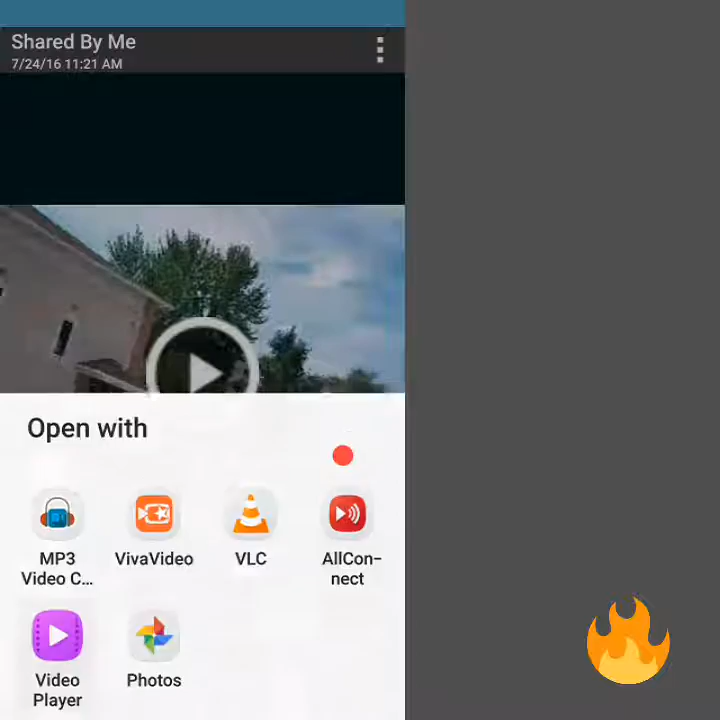 Shared By Me
7/24/16 11:21 AM
Open with
MP3
Video C...
VivaVideo
VLC
AllCon-
nect
Video
Player
Photos